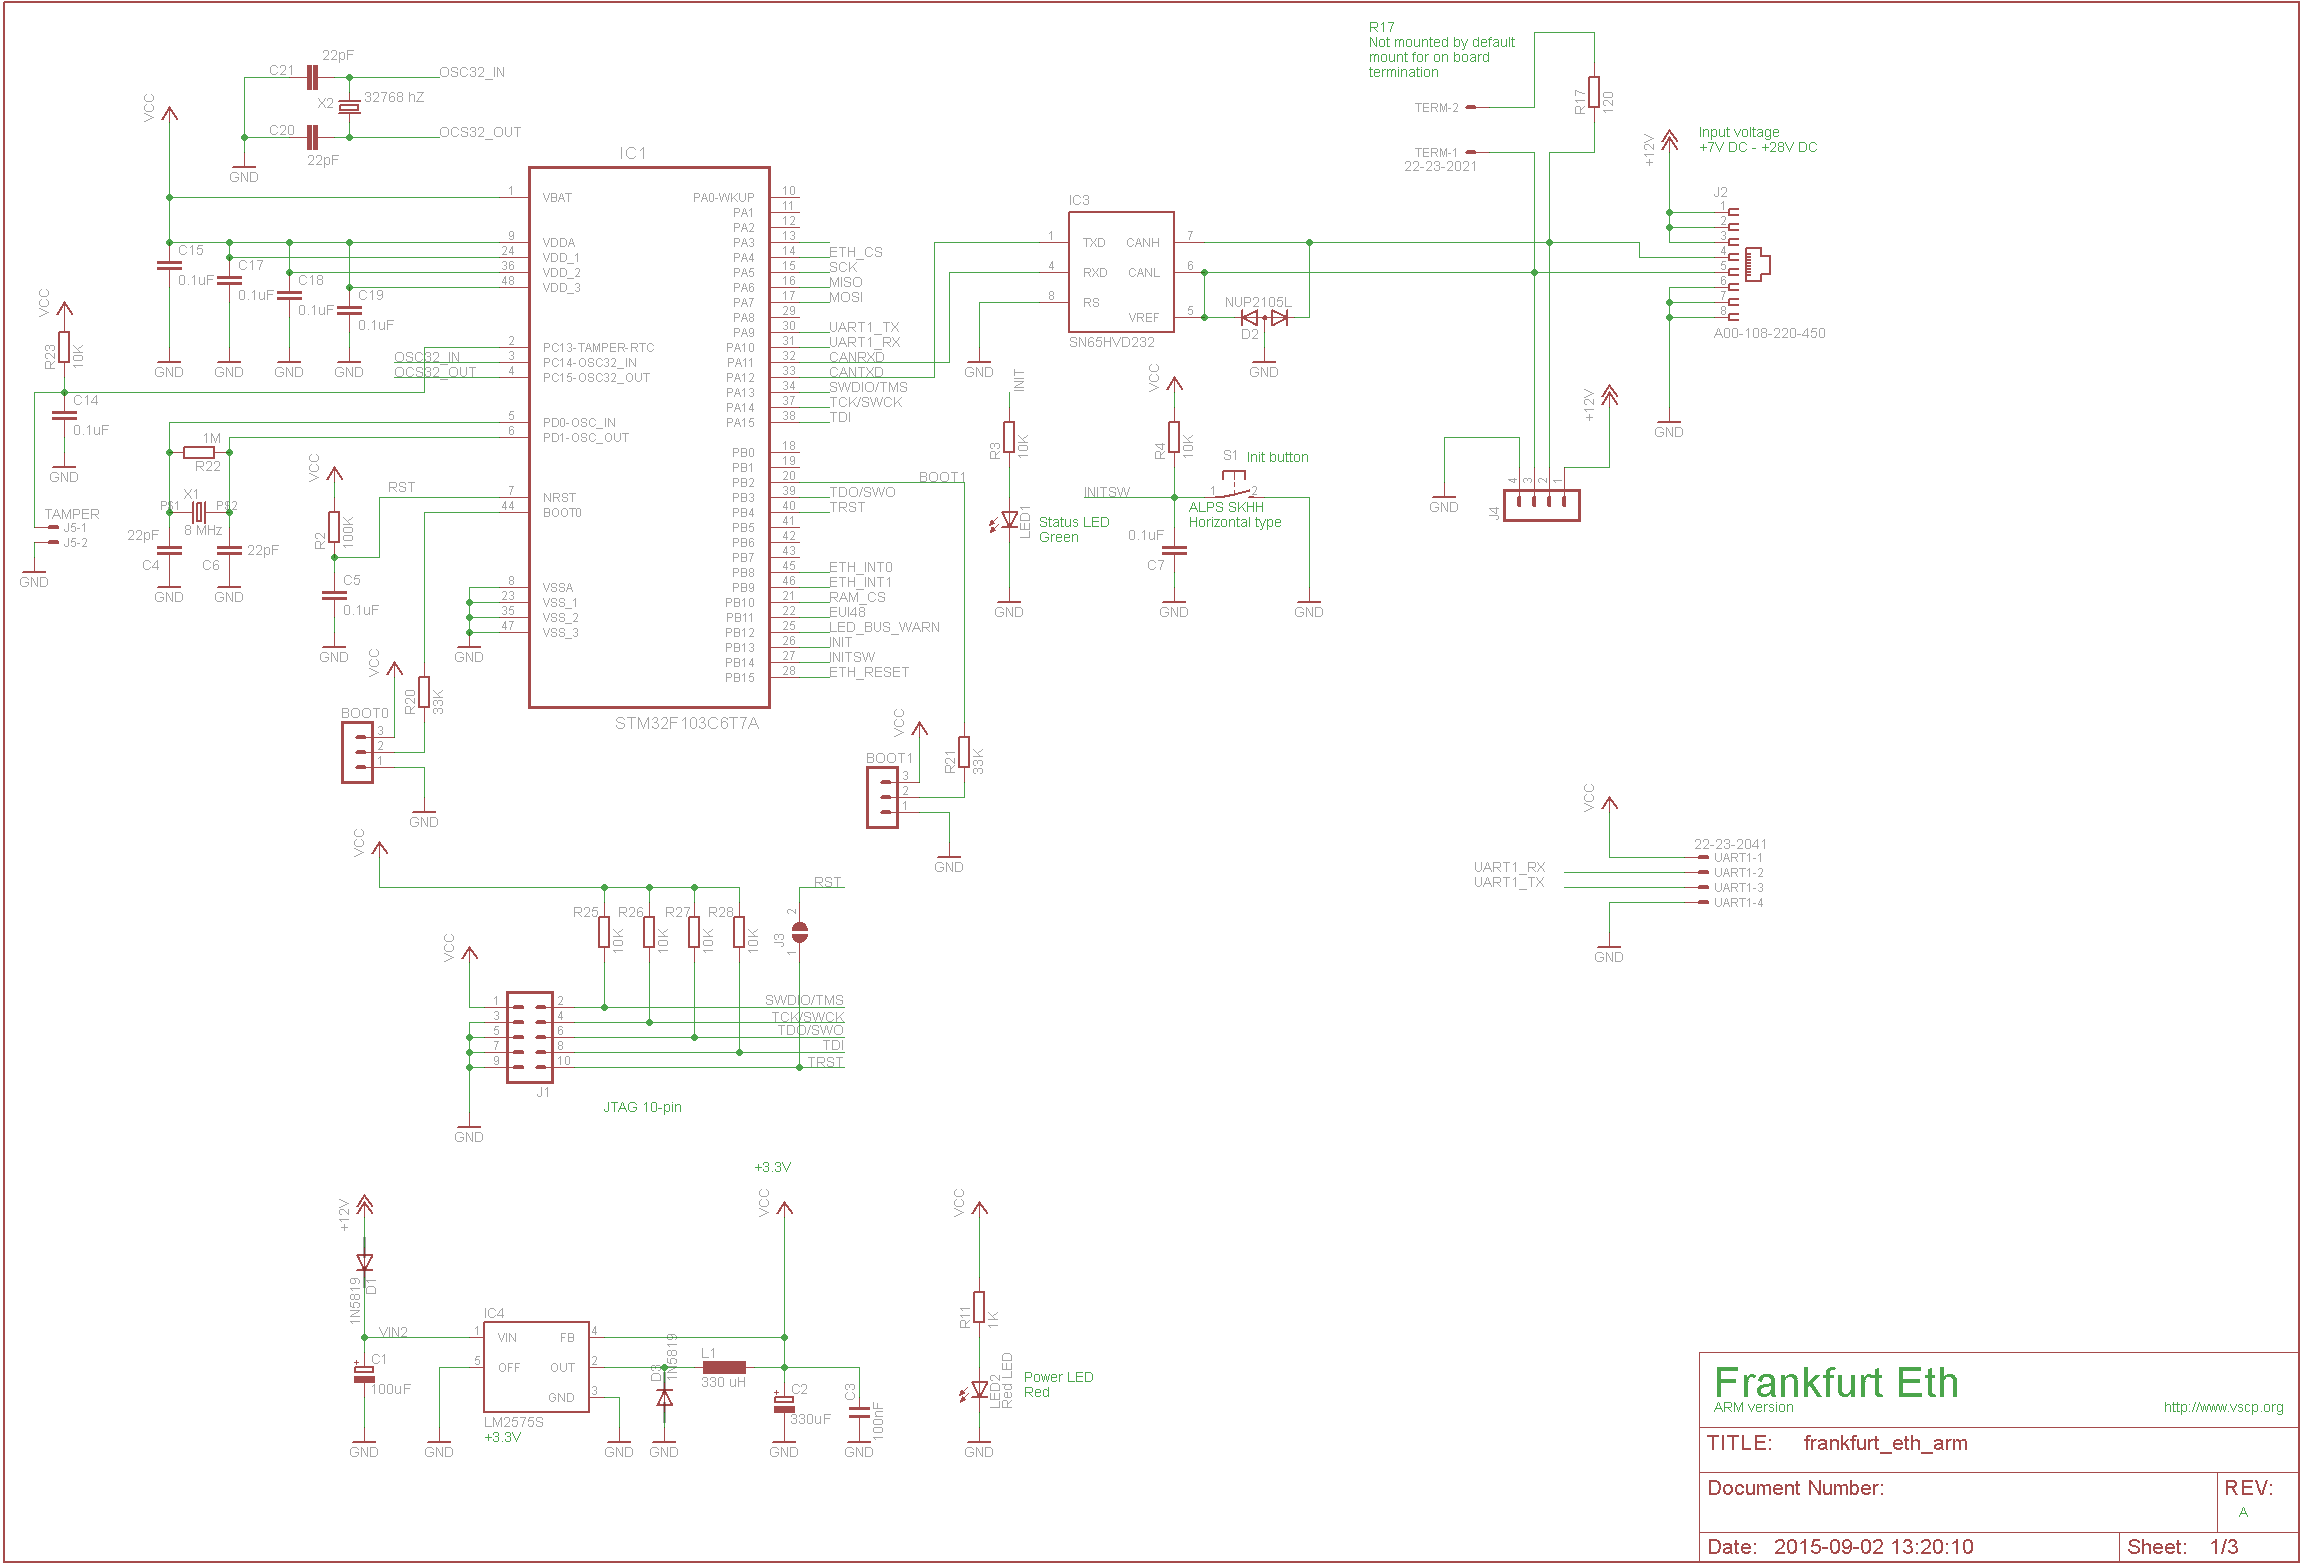 R17
Not mounted by default
mount for on board
termination
TERM-2
R17
120
TERM-1
22-23-2021
+12V
Input voltage
+7V DC - +28V DC
J2
1
2
3
4
5
6
7
8
A00-108-220-450
GND
22pF
C21
OSC32_IN
X2
32768 hZ
C20
OCS32_OUT
22pF
GND
VCC
IC1
1 VBAT
9 VDDA
24 VDD_1
36 VDD_2
48 VDD_3
2 PC13-TAMPER-RTC
OSC32_IN 3 PC14-OSC32_IN
OCS32_OUT 4 PC15-OSC32_OUT
5 PD0-OSC_IN
6 PD1-OSC_OUT
7 NRST
44 BOOT0
8 VSSA
23 VSS_1
35 VSS_2
47 VSS_3
GND
PA0-WKUP 10
PA1 11
PA2 12
PA3 13
PA4 14 ETH_CS
PA5 15 SCK
PA6 16 MISO
PA7 17 MOSI
PA8 29
PA9 30 UART1_TX
PA10 31 UART1_RX
PA11 32 CANRXD
PA12 33 CANTXD
PA13 34 SWDIO/TMS
PA14 37 TCK/SWCK
PA15 38 TDI
PB0 18
PB1 19
PB2 20 BOOT1
PB3 39 TDO/SWO
PB4 40 TRST
PB5 41
PB6 42
PB7 43
PB8 45 ETH_INT0
PB9 46 ETH_INT1
PB10 21 RAM_CS
PB11 22 EUI48
PB12 25 LED_BUS_WARN
PB13 26 INIT
PB14 27 INITSW
PB15 28 ETH_RESET
STM32F103C6T7A
C15
0.1uF
C17
0.1uF
C18
0.1uF
C19
0.1uF
GND GND GND GND
VCC
R23
10K
C14
0.1uF
GND
TAMPER
J5-1
J5-2
GND
1M
R22
X1
PS1 PS2
8 MHz
22pF
C4
22pF
C6
GND GND
VCC
RST
R2
100K
C5
0.1uF
GND
VCC
R20
33K
BOOT0
3
2
1
GND
IC3
1 TXD CANH 7
4 RXD CANL 6
8 RS
VREF 5
SN65HVD232
GND
NUP2105L
D2
GND
INIT
R3
10K
LED1
Status LED
Green
GND
VCC
R4
10K
S1 Init button
INITSW
1 2
ALPS SKHH
Horizontal type
0.1uF
C7
GND GND
+12V
GND
4 3 2 1
J4
VCC
BOOT1
3
2
1
R21
33K
GND
VCC
22-23-2041
UART1-1
UART1_RX UART1-2
UART1_TX UART1-3
UART1-4
GND
VCC
R25 R26 R27 R28
10K 10K 10K 10K
RST
2
J3
1
VCC
1 2 SWDIO/TMS
3 4 TCK/SWCK
5 6 TDO/SWO
7 8 TDI
9 10 TRST
J1
JTAG 10-pin
GND
+3.3V
+12V
1N5819
D1
VIN2
C1
100uF
GND
IC4
1 VIN FB 4
5 OFF OUT 2
GND 3
LM2575S
+3.3V
GND GND
D3
1N5819
GND
L1
330 uH
VCC
C2
330uF
GND
C3
100nF
GND
VCC
R11
1K
LED2
Red LED
Power LED
Red
GND
Frankfurt Eth
ARM version http://www.vscp.org
TITLE: frankfurt_eth_arm
Document Number:
REV:
A
Date: 2015-09-02 13:20:10 Sheet: 1/3